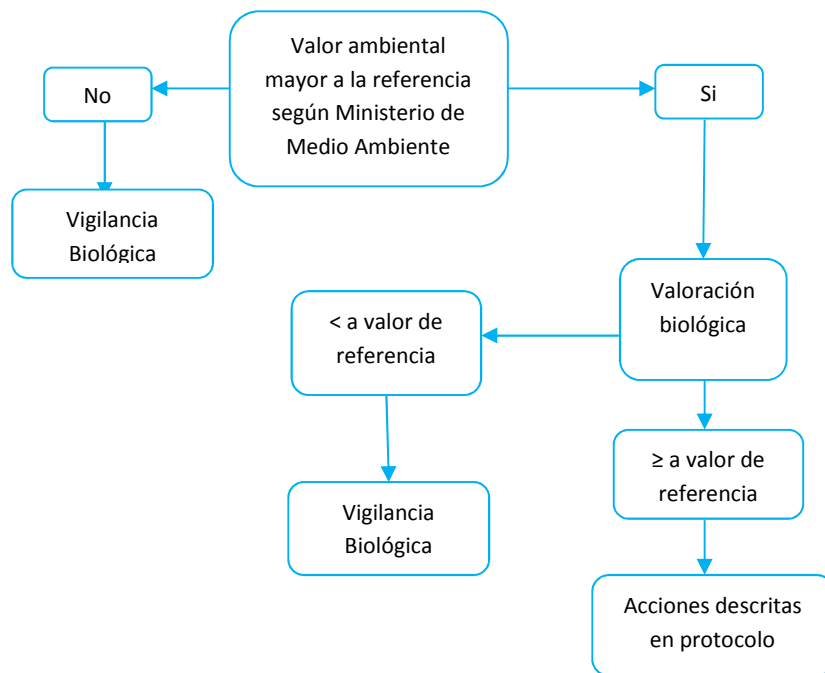 Valor ambiental
mayor a la referencia
según Ministerio de
Medio Ambiente
No
Si
Vigilancia
Biológica
Valoración
biológica
< a valor de
referencia
≥ a valor de
referencia
Vigilancia
Biológica
Acciones descritas
en protocolo